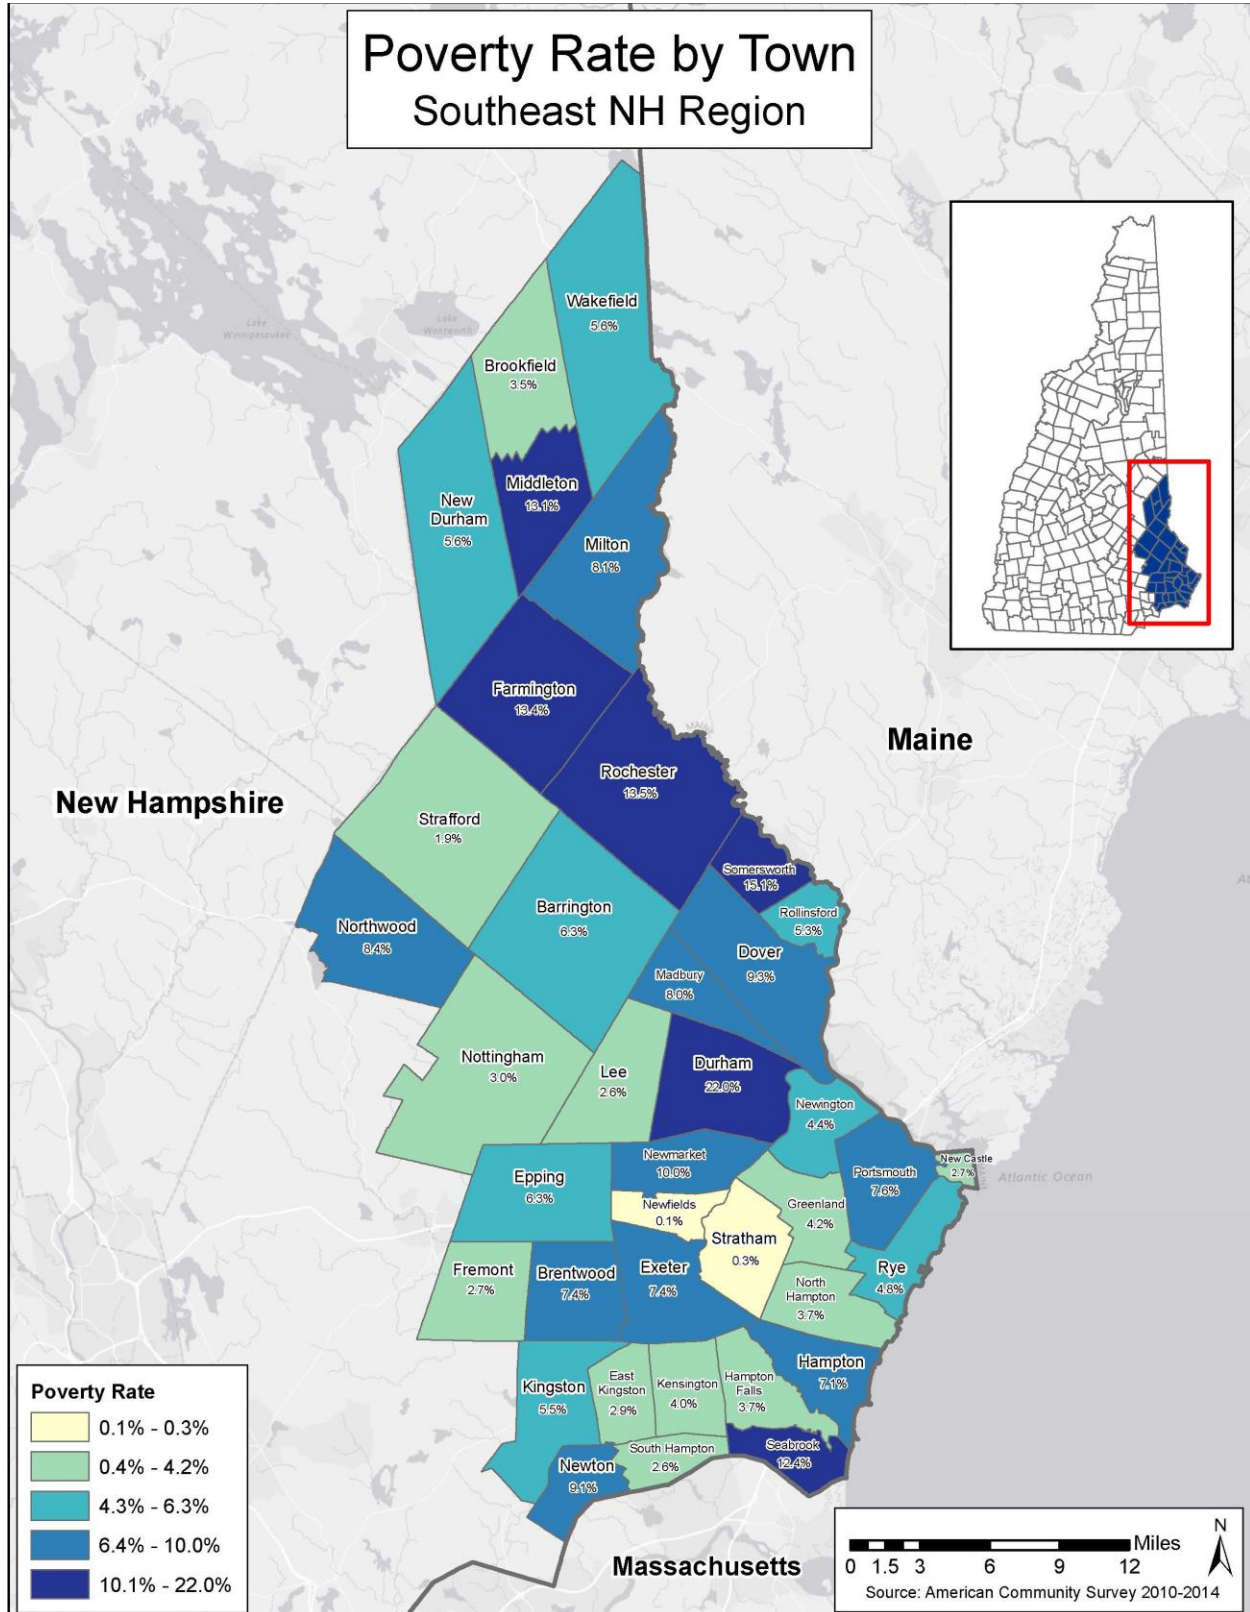 Poverty Rate by Town
Southeast NH Region
Lake
Winnipesaukee
Lake
Wentworth
Wakefield
5.6%
Brookfield
3.5%
New
Durham
5.6%
Middleton
13.1%
Milton
8.1%
Farmington
13.4%
Rochester
13.5%
Maine
New Hampshire
Strafford
1.9%
Somersworth
15.1%
Rollinsford
5.3%
Barrington
6.3%
Northwood
8.4%
Dover
9.3%
Madbury
8.0%
Nottingham
3.0%
Lee
2.6%
Durham
22.0%
Newington
4.4%
Newmarket
10.0%
Portsmouth
7.6%
New Castle
2.7%
Atlantic Ocean
Epping
6.3%
Newfields
0.1%
Stratham
0.3%
Greenland
4.2%
Rye
4.8%
Fremont
2.7%
Brentwood
7.4%
Exeter
7.4%
North
Hampton
3.7%
Hampton
7.1%
Kingston
5.5%
East
Kingston
2.9%
Kensington
4.0%
Hampton
Falls
3.7%
South Hampton
2.6%
Seabrook
12.4%
Newton
9.1%
Massachusetts
Poverty Rate
0.1% - 0.3%
0.4% - 4.2%
4.3% - 6.3%
6.4% - 10.0%
10.1% - 22.0%
N
Miles
0 1.5 3 6 9 12
Source: American Community Survey 2010-2014